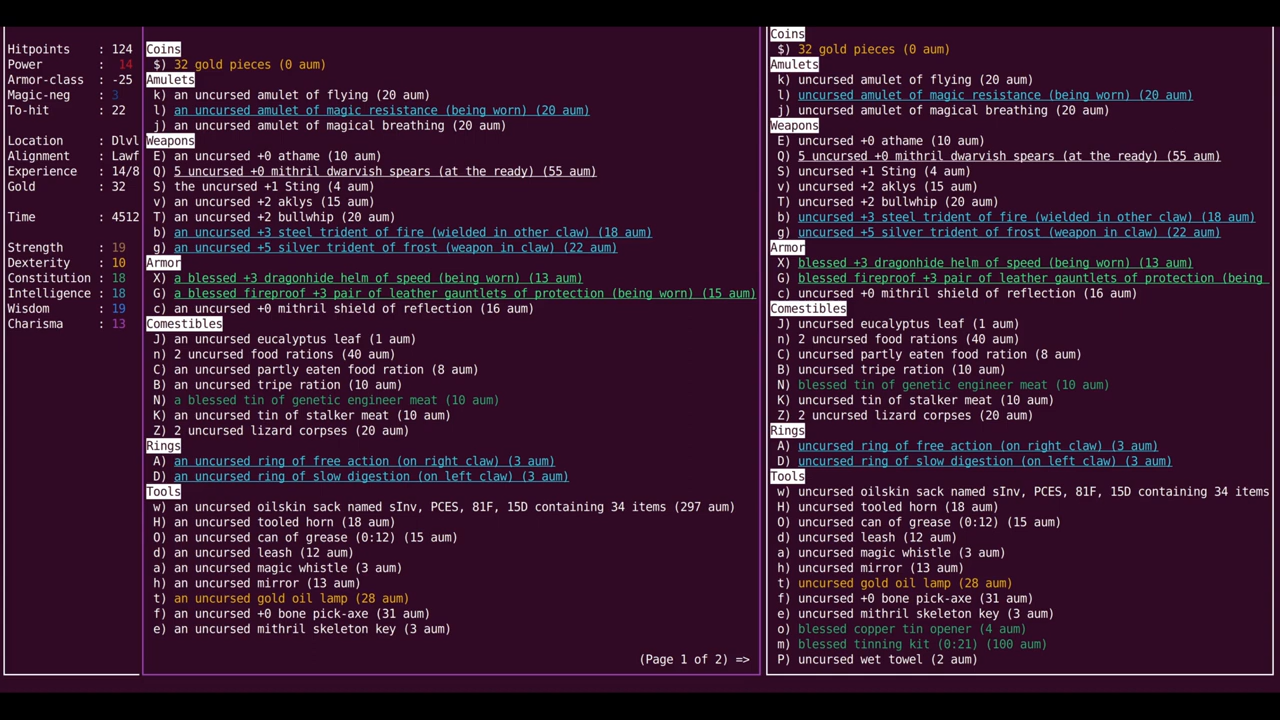 Hitpoints : 124
Power : 14
Armor-class : -25
Magic-neg : 3
To-hit : 22
Location : Dlvl
Alignment : Lawf
Experience : 14/8
Gold : 32
Time : 4512
Strength : 19
Dexterity : 10
Constitution : 18
Intelligence : 18
Wisdom : 19
Charisma : 13
Coins
$) 32 gold pieces (0 aum)
Amulets
k) an uncursed amulet of flying (20 aum)
l) an uncursed amulet of magic resistance (being worn) (20 aum)
j) an uncursed amulet of magical breathing (20 aum)
Weapons
E) an uncursed +0 athame (10 aum)
Q) 5 uncursed +0 mithril dwarvish spears (at the ready) (55 aum)
S) the uncursed +1 Sting (4 aum)
v) an uncursed +2 aklys (15 aum)
T) an uncursed +2 bullwhip (20 aum)
b) an uncursed +3 steel trident of fire (wielded in other claw) (18 aum)
g) an uncursed +5 silver trident of frost (weapon in claw) (22 aum)
Armor
X) a blessed +3 dragonhide helm of speed (being worn) (13 aum)
G) a blessed fireproof +3 pair of leather gauntlets of protection (being worn) (15 aum)
c) an uncursed +0 mithril shield of reflection (16 aum)
Comestibles
J) an uncursed eucalyptus leaf (1 aum)
n) 2 uncursed food rations (40 aum)
C) an uncursed partly eaten food ration (8 aum)
B) an uncursed tripe ration (10 aum)
N) a blessed tin of genetic engineer meat (10 aum)
K) an uncursed tin of stalker meat (10 aum)
Z) 2 uncursed lizard corpses (20 aum)
Rings
A) an uncursed ring of free action (on right claw) (3 aum)
D) an uncursed ring of slow digestion (on left claw) (3 aum)
Tools
w) an uncursed oilskin sack named sInv, PCES, 81F, 15D containing 34 items (297 aum)
H) an uncursed tooled horn (18 aum)
O) an uncursed can of grease (0:12) (15 aum)
d) an uncursed leash (12 aum)
a) an uncursed magic whistle (3 aum)
h) an uncursed mirror (13 aum)
t) an uncursed gold oil lamp (28 aum)
f) an uncursed +0 bone pick-axe (31 aum)
e) an uncursed mithril skeleton key (3 aum)
(Page 1 of 2) =>
Coins
$) 32 gold pieces (0 aum)
Amulets
k) uncursed amulet of flying (20 aum)
l) uncursed amulet of magic resistance (being worn) (20 aum)
j) uncursed amulet of magical breathing (20 aum)
Weapons
E) uncursed +0 athame (10 aum)
Q) 5 uncursed +0 mithril dwarvish spears (at the ready) (55 aum)
S) uncursed +1 Sting (4 aum)
v) uncursed +2 aklys (15 aum)
T) uncursed +2 bullwhip (20 aum)
b) uncursed +3 steel trident of fire (wielded in other claw) (18 aum)
g) uncursed +5 silver trident of frost (weapon in claw) (22 aum)
Armor
X) blessed +3 dragonhide helm of speed (being worn) (13 aum)
G) blessed fireproof +3 pair of leather gauntlets of protection (being
c) uncursed +0 mithril shield of reflection (16 aum)
Comestibles
J) uncursed eucalyptus leaf (1 aum)
n) 2 uncursed food rations (40 aum)
C) uncursed partly eaten food ration (8 aum)
B) uncursed tripe ration (10 aum)
N) blessed tin of genetic engineer meat (10 aum)
K) uncursed tin of stalker meat (10 aum)
Z) 2 uncursed lizard corpses (20 aum)
Rings
A) uncursed ring of free action (on right claw) (3 aum)
D) uncursed ring of slow digestion (on left claw) (3 aum)
Tools
w) uncursed oilskin sack named sInv, PCES, 81F, 15D containing 34 items
H) uncursed tooled horn (18 aum)
O) uncursed can of grease (0:12) (15 aum)
d) uncursed leash (12 aum)
a) uncursed magic whistle (3 aum)
h) uncursed mirror (13 aum)
t) uncursed gold oil lamp (28 aum)
f) uncursed +0 bone pick-axe (31 aum)
e) uncursed mithril skeleton key (3 aum)
o) blessed copper tin opener (4 aum)
m) blessed tinning kit (0:21) (100 aum)
P) uncursed wet towel (2 aum)